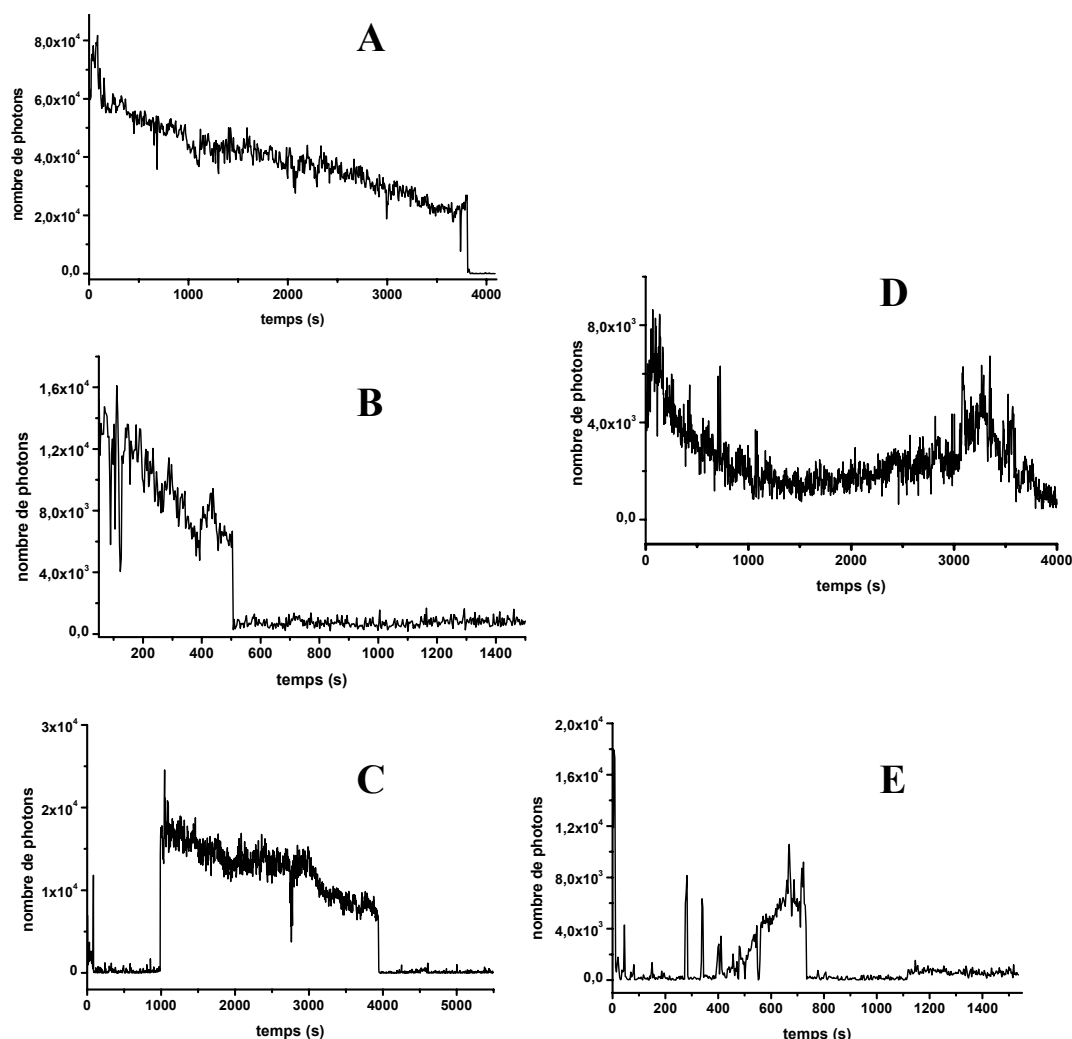 A
nombre de photons
8,0x10⁴
6,0x10⁴
4,0x10⁴
2,0x10⁴
0,0
0 1000 2000 3000 4000
temps (s)
B
nombre de photons
1,6x10⁴
1,2x10⁴
8,0x10³
4,0x10³
0,0
200 400 600 800 1000 1200 1400
temps (s)
C
nombre de photons
3x10⁴
2x10⁴
1x10⁴
0
0 1000 2000 3000 4000 5000
temps (s)
D
nombre de photons
8,0x10³
4,0x10³
0,0
0 1000 2000 3000 4000
temps (s)
E
nombre de photons
2,0x10⁴
1,6x10⁴
1,2x10⁴
8,0x10³
4,0x10³
0,0
0 200 400 600 800 1000 1200 1400
temps (s)